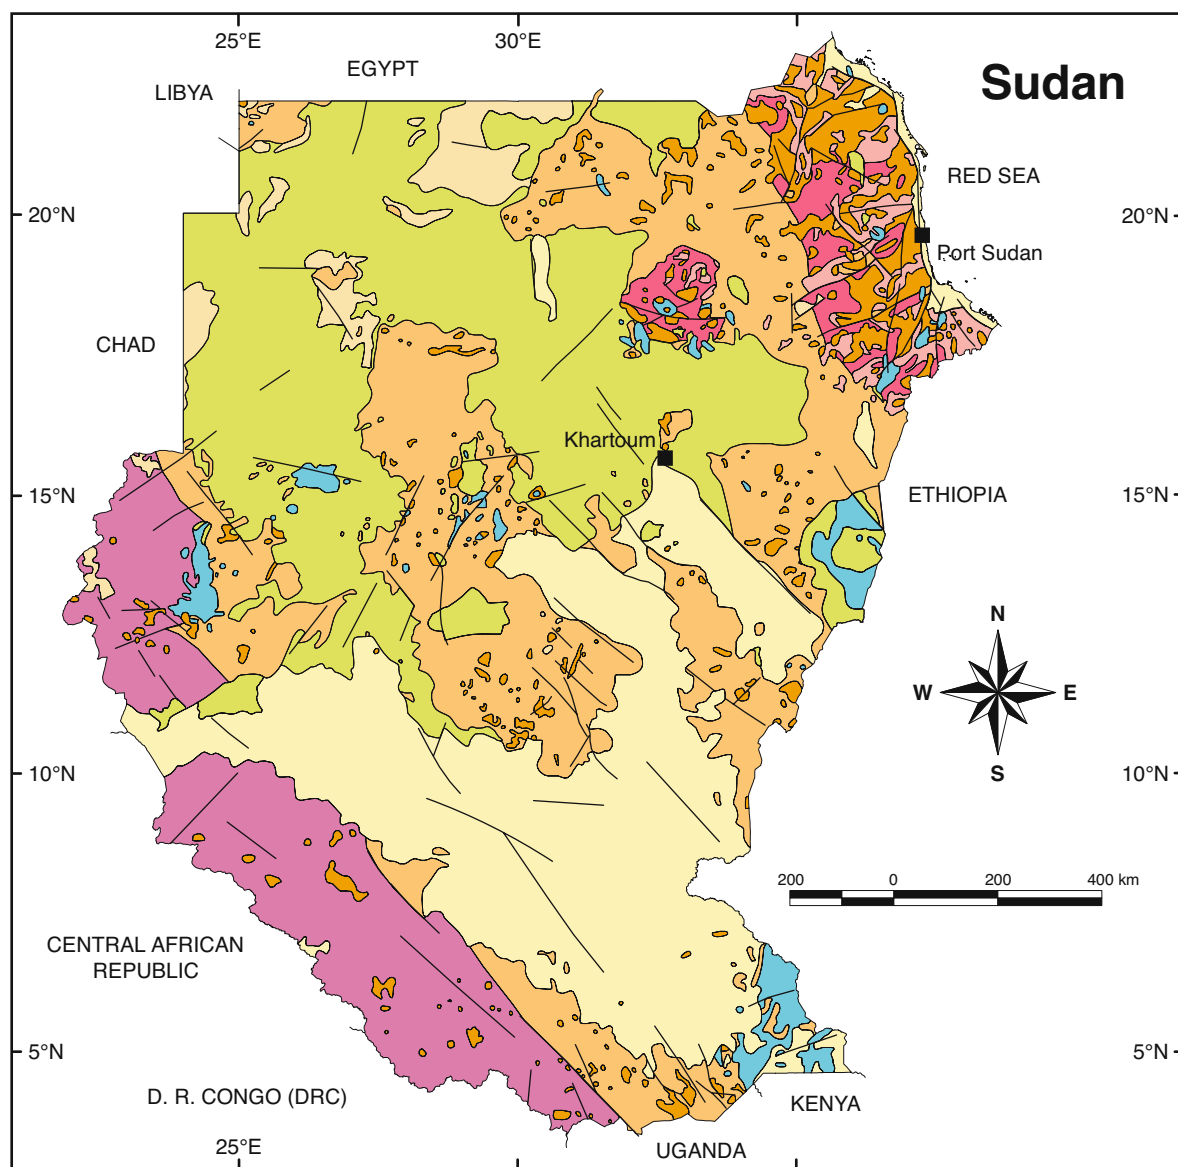 25°E
30°E
EGYPT
Sudan
LIBYA
RED SEA
20°N
20°N
Port Sudan
CHAD
Khartoum
15°N
ETHIOPIA
15°N
N
W
E
S
10°N
10°N
200
0
200
400 km
CENTRAL AFRICAN
REPUBLIC
5°N
5°N
D. R. CONGO (DRC)
KENYA
25°E
UGANDA